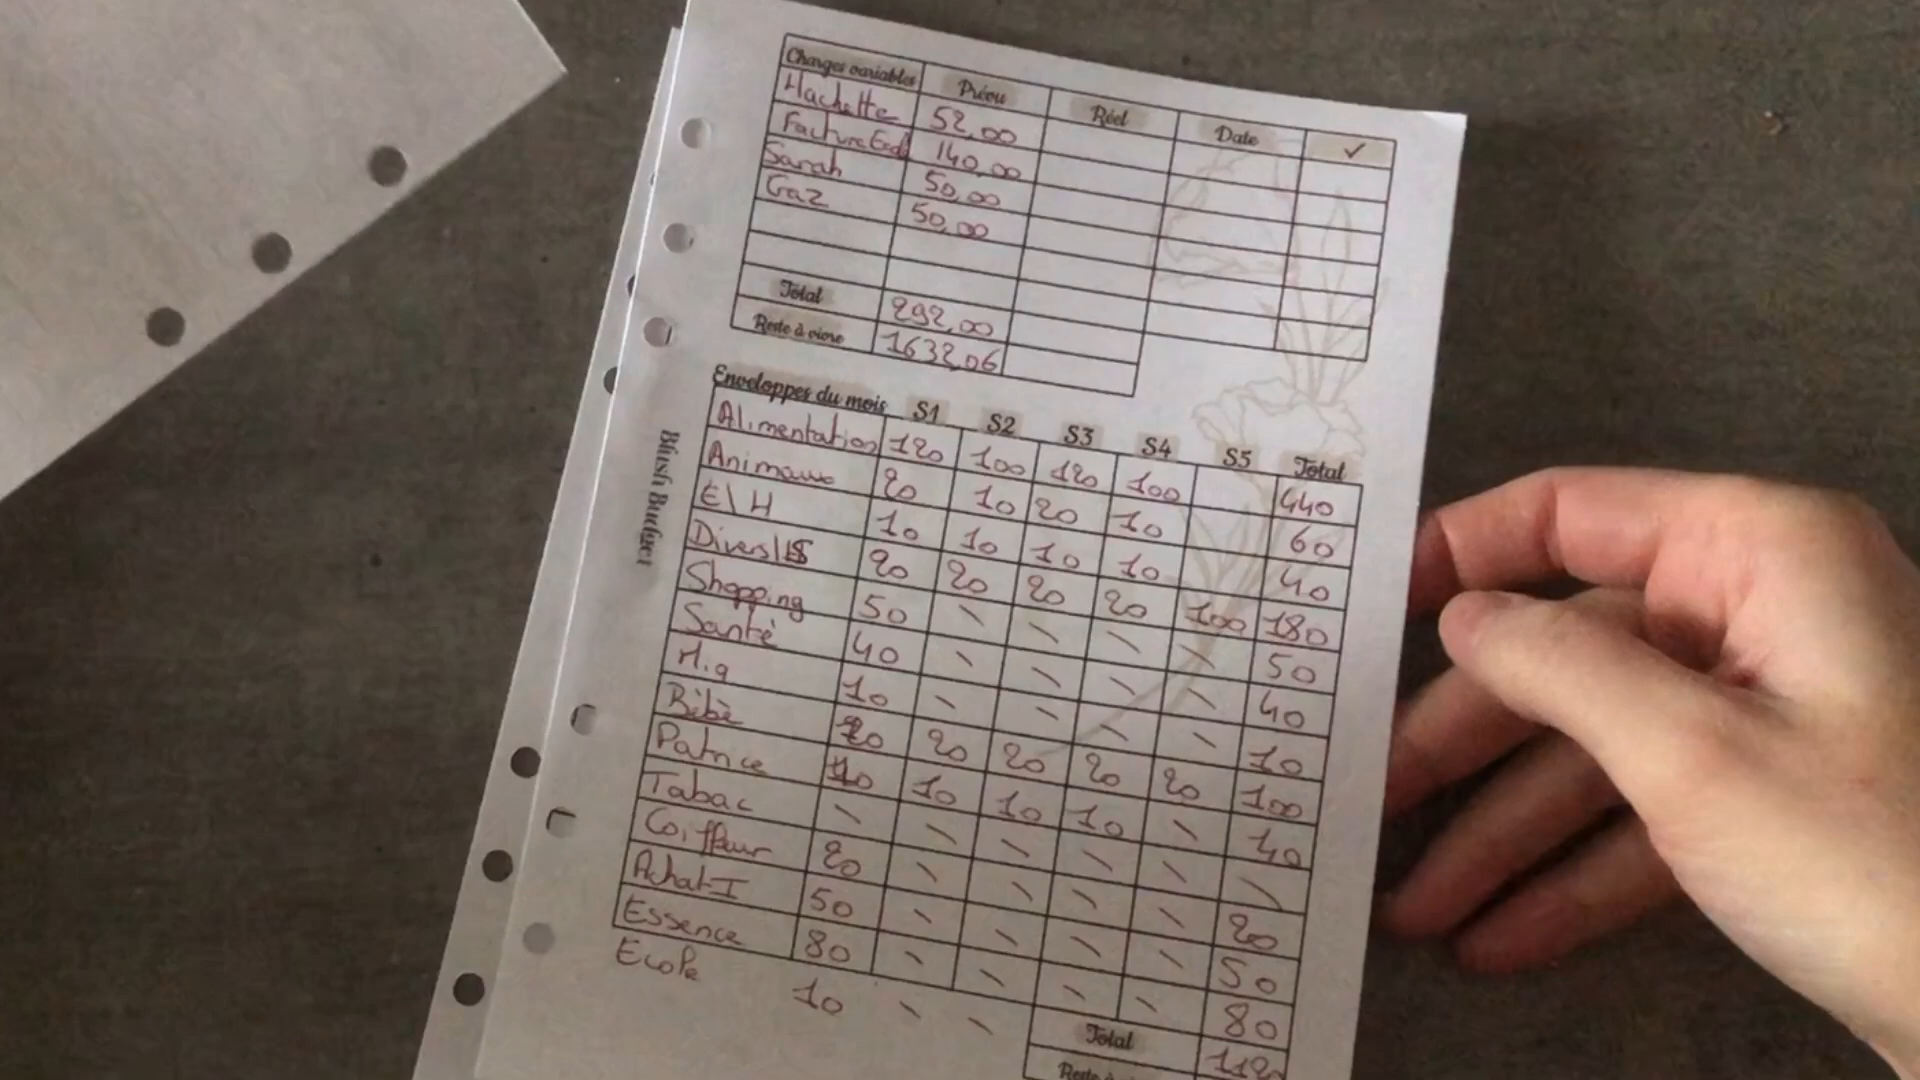 Charges variables Prévu Réel Date ✓
Hachette 52,00
Facture 140,00
Sarah 50,00
Gaz 50,00
Total 292,00
Reste à vivre 1632,06
Enveloppes du mois S1 S2 S3 S4 S5 Total
Alimentation 120 100 120 100 440
Animaux 20 10 20 10 60
E\H 10 10 10 10 40
Divers 20 20 20 20 100 180
Shopping 50 \ \ \ \ 50
Santé 40 \ \ \ \ 40
H.g 10 \ \ \ \ 10
Bébé 20 20 20 20 20 100
Patrice 10 10 10 10 \ 40
Tabac \ \ \ \ \ \
Coiffeur 20 \ \ \ \ 20
Achat-I 50 \ \ \ \ 50
Essence 80 \ \ \ \ 80
Ecole 10 \ \
Total 1120
Blush Budget